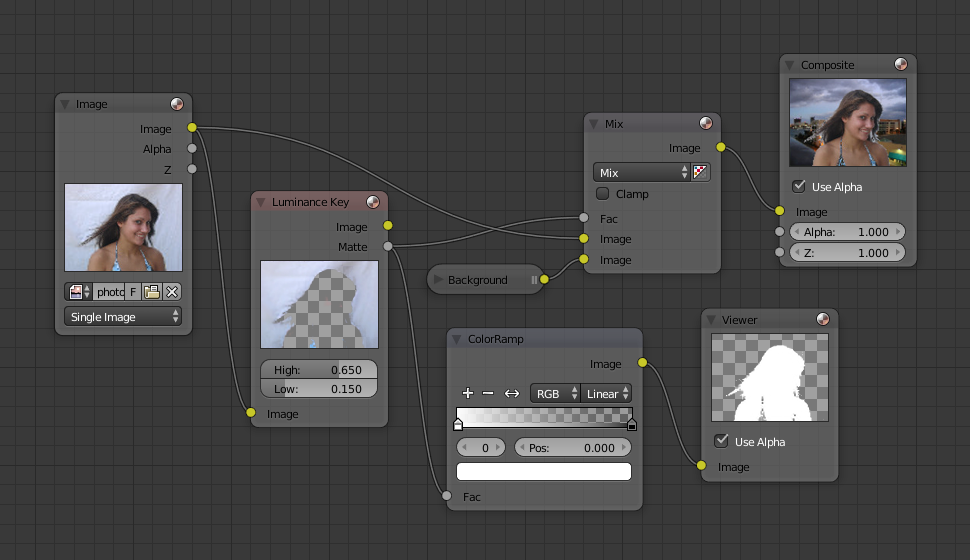 Image
Image
Alpha
Z
photo F
Single Image
Luminance Key
Image
Matte
High: 0.650
Low: 0.150
Image
Background
Mix
Image
Mix
Clamp
Fac
Image
Image
ColorRamp
Image
RGB Linear
0 Pos: 0.000
Fac
Composite
Use Alpha
Image
Alpha: 1.000
Z: 1.000
Viewer
Use Alpha
Image